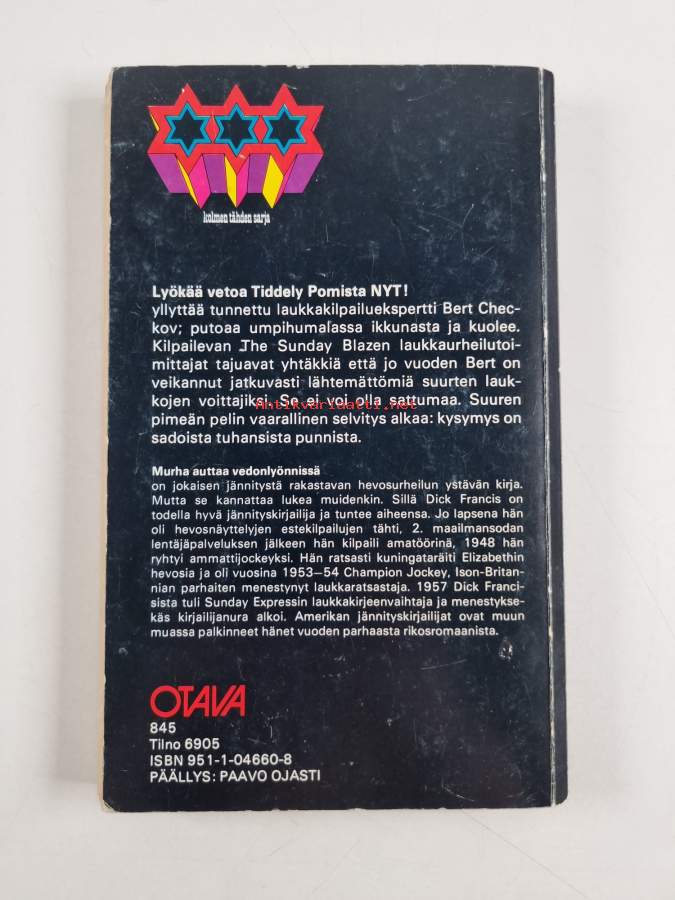 kolmen tähden sarja
Lyökää vetoa Tiddely Pomista NYT!
yllyttää tunnettu laukkakilpailuekspertti Bert Chec-
kov; putoaa umpihumalassa ikkunasta ja kuolee.
Kilpailevan The Sunday Blazen laukkaurheilutoi-
mittajat tajuavat yhtäkkiä että jo vuoden Bert on
veikannut jatkuvasti lähtemättömiä suurten lauk-
kojen voittajiksi. Se ei voi olla sattumaa. Suuren
Antikvariaatti.net
pimeän pelin vaarallinen selvitys alkaa: kysymys on
sadoista tuhansista punnista.
Murha auttaa vedonlyönnissä
on jokaisen jännitystä rakastavan hevosurheilun ystävän kirja.
Mutta se kannattaa lukea muidenkin. Sillä Dick Francis on
todella hyvä jännityskirjailija ja tuntee aiheensa. Jo lapsena hän
oli hevosnäyttelyjen estekilpailujen tähti, 2. maailmansodan
lentäjäpalveluksen jälkeen hän kilpaili amatöörinä, 1948 hän
ryhtyi ammattijockeyksi. Hän ratsasti kuningataräiti Elizabethin
hevosia ja oli vuosina 1953–54 Champion Jockey, Ison-Britan-
nian parhaiten menestynyt laukkaratsastaja. 1957 Dick Franci-
sista tuli Sunday Expressin laukkakirjeenvaihtaja ja menestykse-
käs kirjailijanura alkoi. Amerikan jännityskirjailijat ovat muun
muassa palkinneet hänet vuoden parhaasta rikosromaanista.
OTAVA
845
Tilno 6905
ISBN 951-1-04660-8
PÄÄLLYS: PAAVO OJASTI